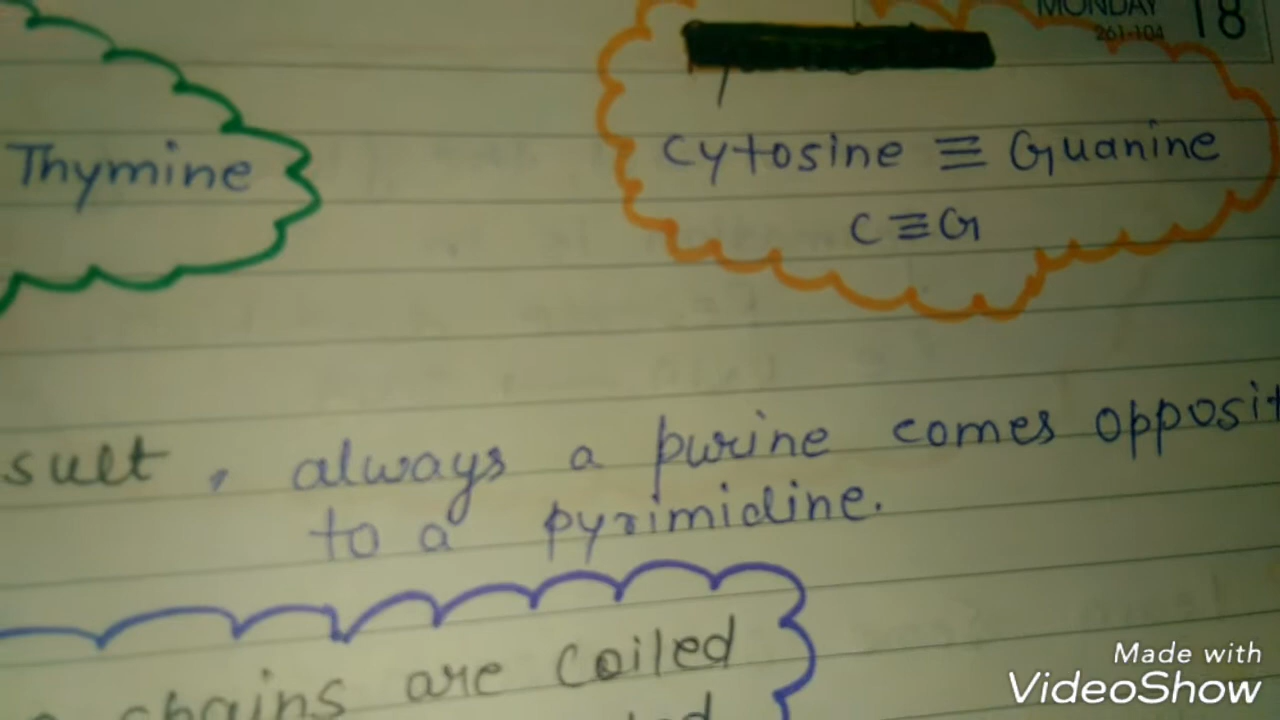 MONDAY 18
261-104
Thymine
Cytosine ≡ Guanine
C ≡ G
sult, always a purine comes opposit
to a pyrimidine.
chains are coiled
Made with
VideoShow